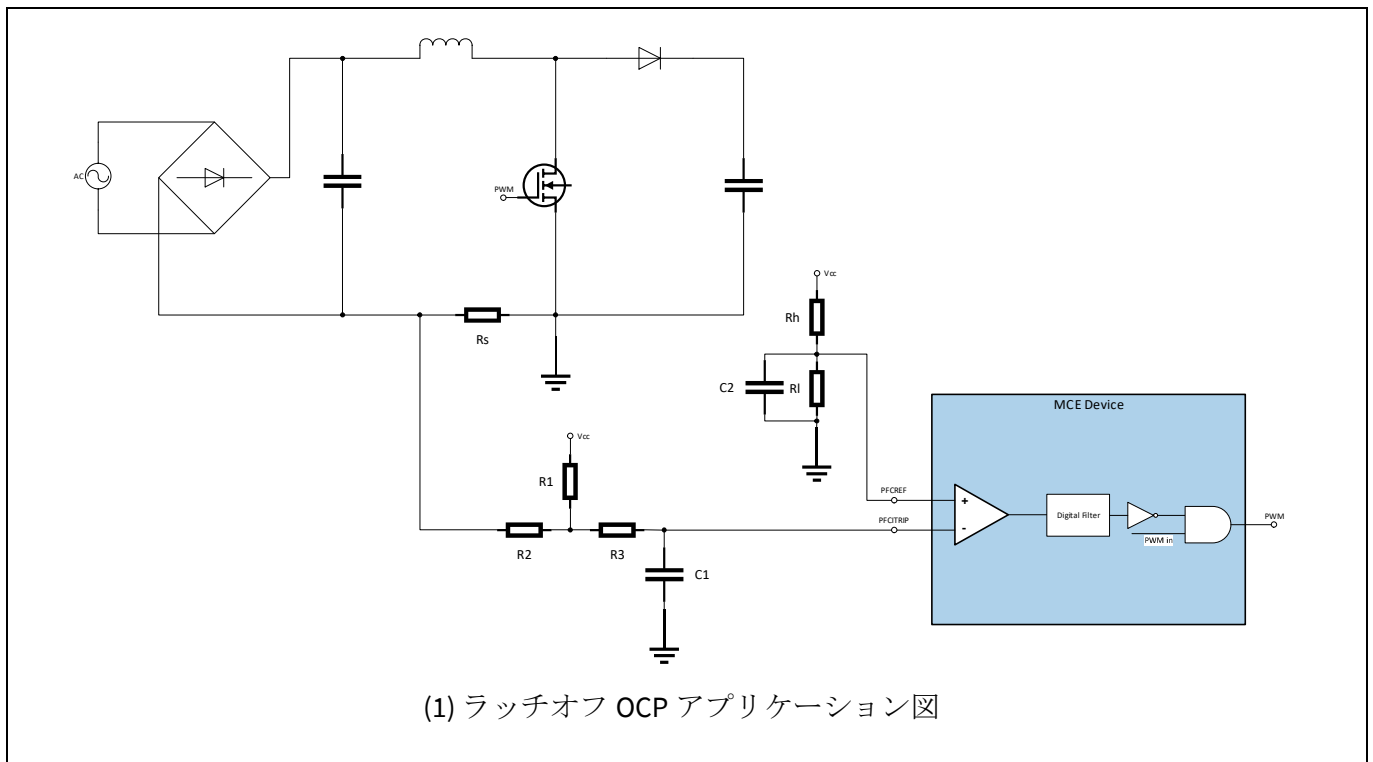 AC
PWM
Rs
Vcc
Rh
C2
Rl
MCE Device
Vcc
R1
PFCREF
+
Digital Filter
PFCITRIP
-
PWM
PWM in
R2
R3
C1
(1) ラッチオフ OCP アプリケーション図